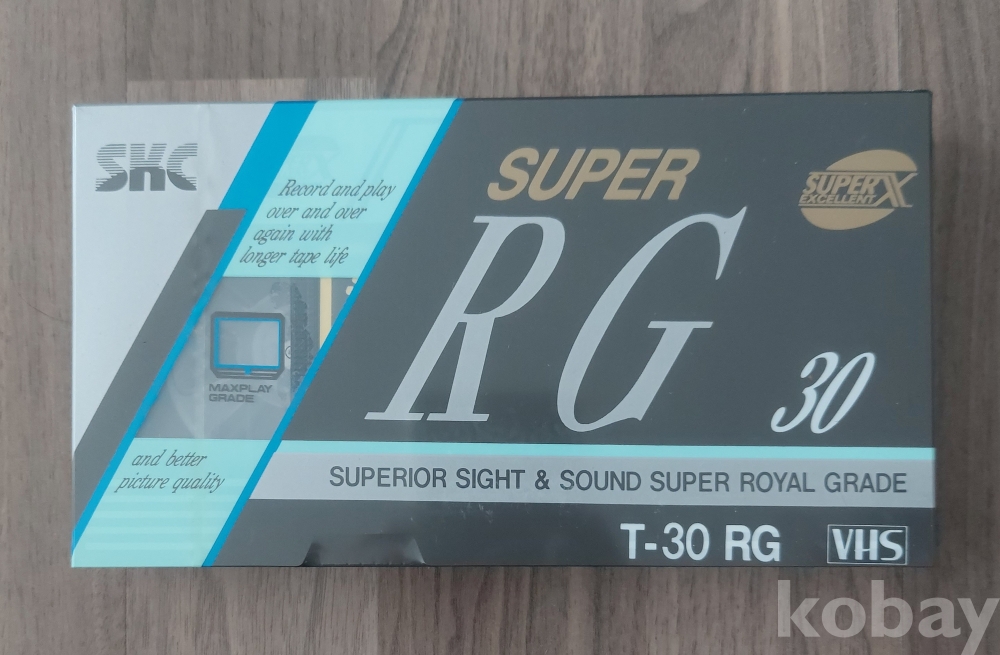 SKC
Record and play
over and over
again with
longer tape life
MAXPLAY
GRADE
and better
picture quality
SUPER
RG
30
SUPER X
EXCELLENT
SUPERIOR SIGHT & SOUND SUPER ROYAL GRADE
T-30 RG
VHS
kobay